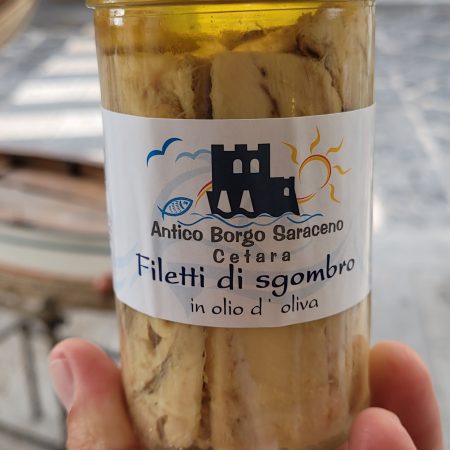 Antico Borgo Saraceno
Cetara
Filetti di sgombro
in olio d' oliva